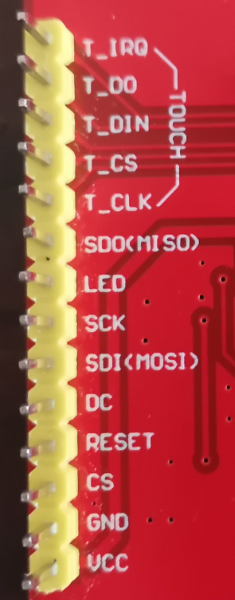 T_IRQ
T_DO
T_DIN
T_CS
T_CLK
TOUCH
SDO(MISO)
LED
SCK
SDI(MOSI)
DC
RESET
CS
GND
VCC